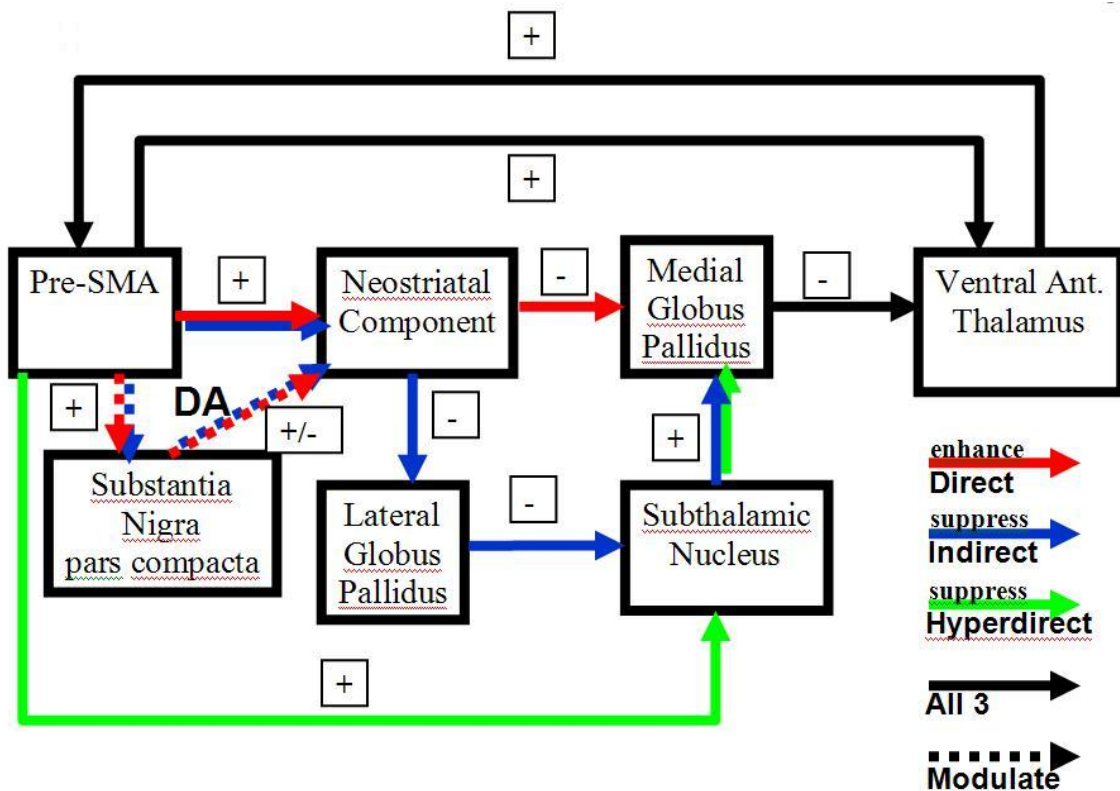 +
+
Pre-SMA
+
Neostriatal
Component
-
Medial
Globus
Pallidus
-
Ventral Ant.
Thalamus
+
DA
+/-
-
+
Substantia
Nigra
pars compacta
Lateral
Globus
Pallidus
-
Subthalamic
Nucleus
+
enhance
Direct
suppress
Indirect
suppress
Hyperdirect
All 3
Modulate